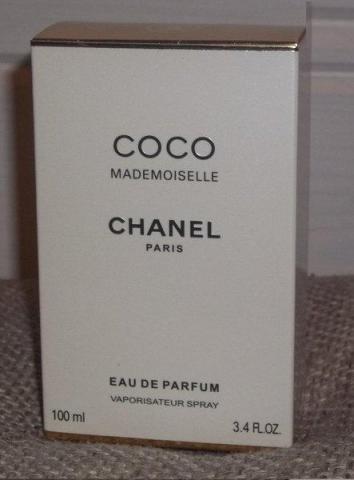 COCO
MADEMOISELLE
CHANEL
PARIS
EAU DE PARFUM
VAPORISATEUR SPRAY
100 ml
3.4 FL.OZ.